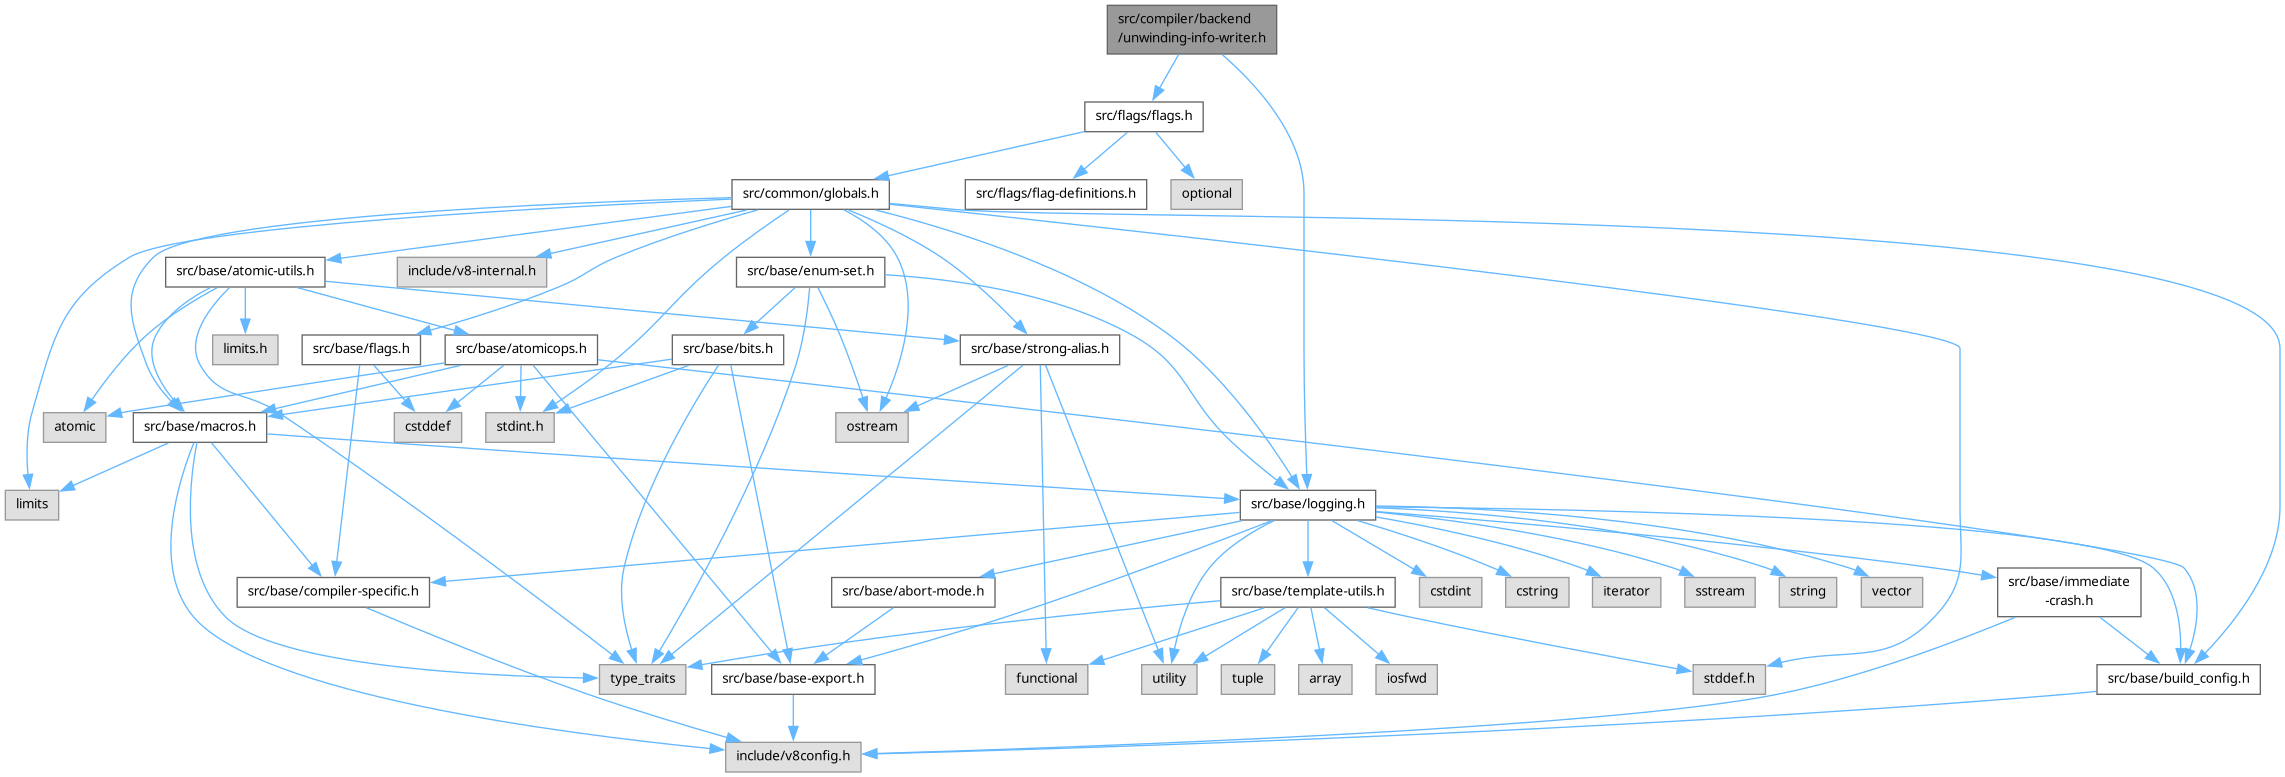 src/compiler/backend
/unwinding-info-writer.h
src/flags/flags.h
src/common/globals.h
src/flags/flag-definitions.h
optional
src/base/atomic-utils.h
include/v8-internal.h
src/base/enum-set.h
limits.h
src/base/flags.h
src/base/atomicops.h
src/base/bits.h
src/base/strong-alias.h
atomic
src/base/macros.h
cstddef
stdint.h
ostream
limits
src/base/logging.h
src/base/compiler-specific.h
src/base/abort-mode.h
src/base/template-utils.h
cstdint
cstring
iterator
sstream
string
vector
src/base/immediate
-crash.h
type_traits
src/base/base-export.h
functional
utility
tuple
array
iosfwd
stddef.h
src/base/build_config.h
include/v8config.h